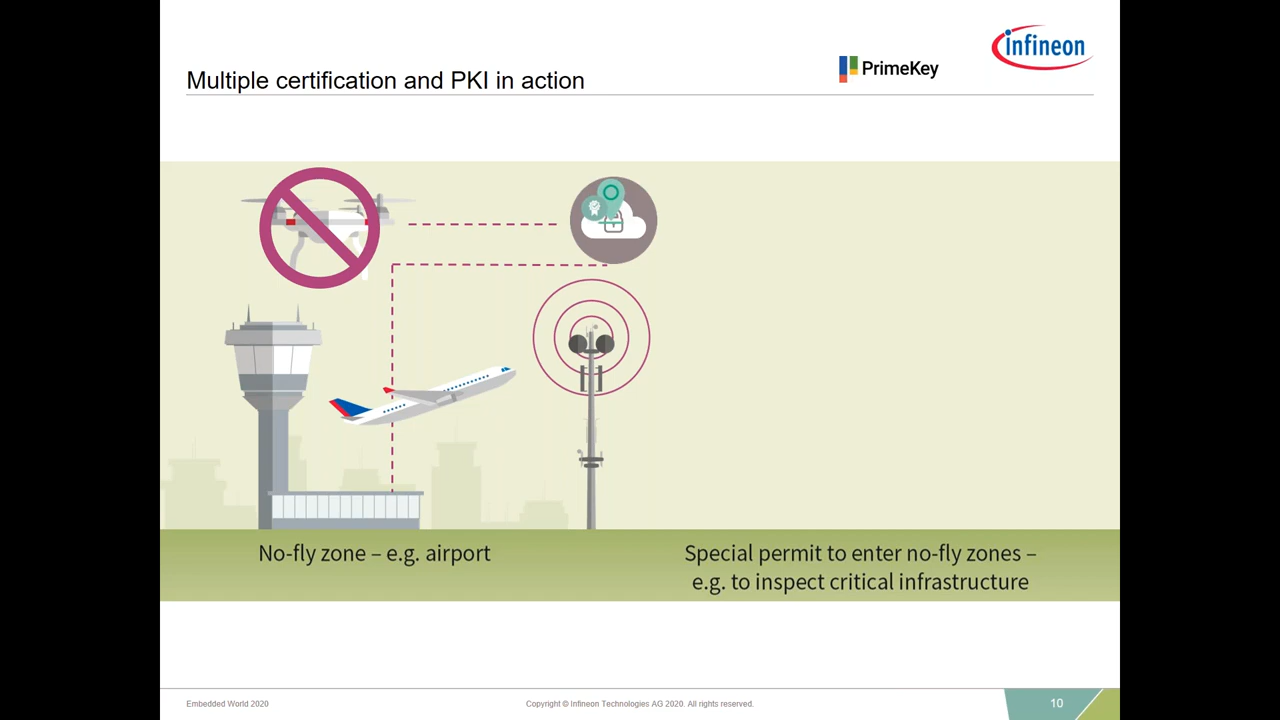 Multiple certification and PKI in action
PrimeKey
infineon
No-fly zone – e.g. airport
Special permit to enter no-fly zones –
e.g. to inspect critical infrastructure
Embedded World 2020
Copyright © Infineon Technologies AG 2020. All rights reserved.
10